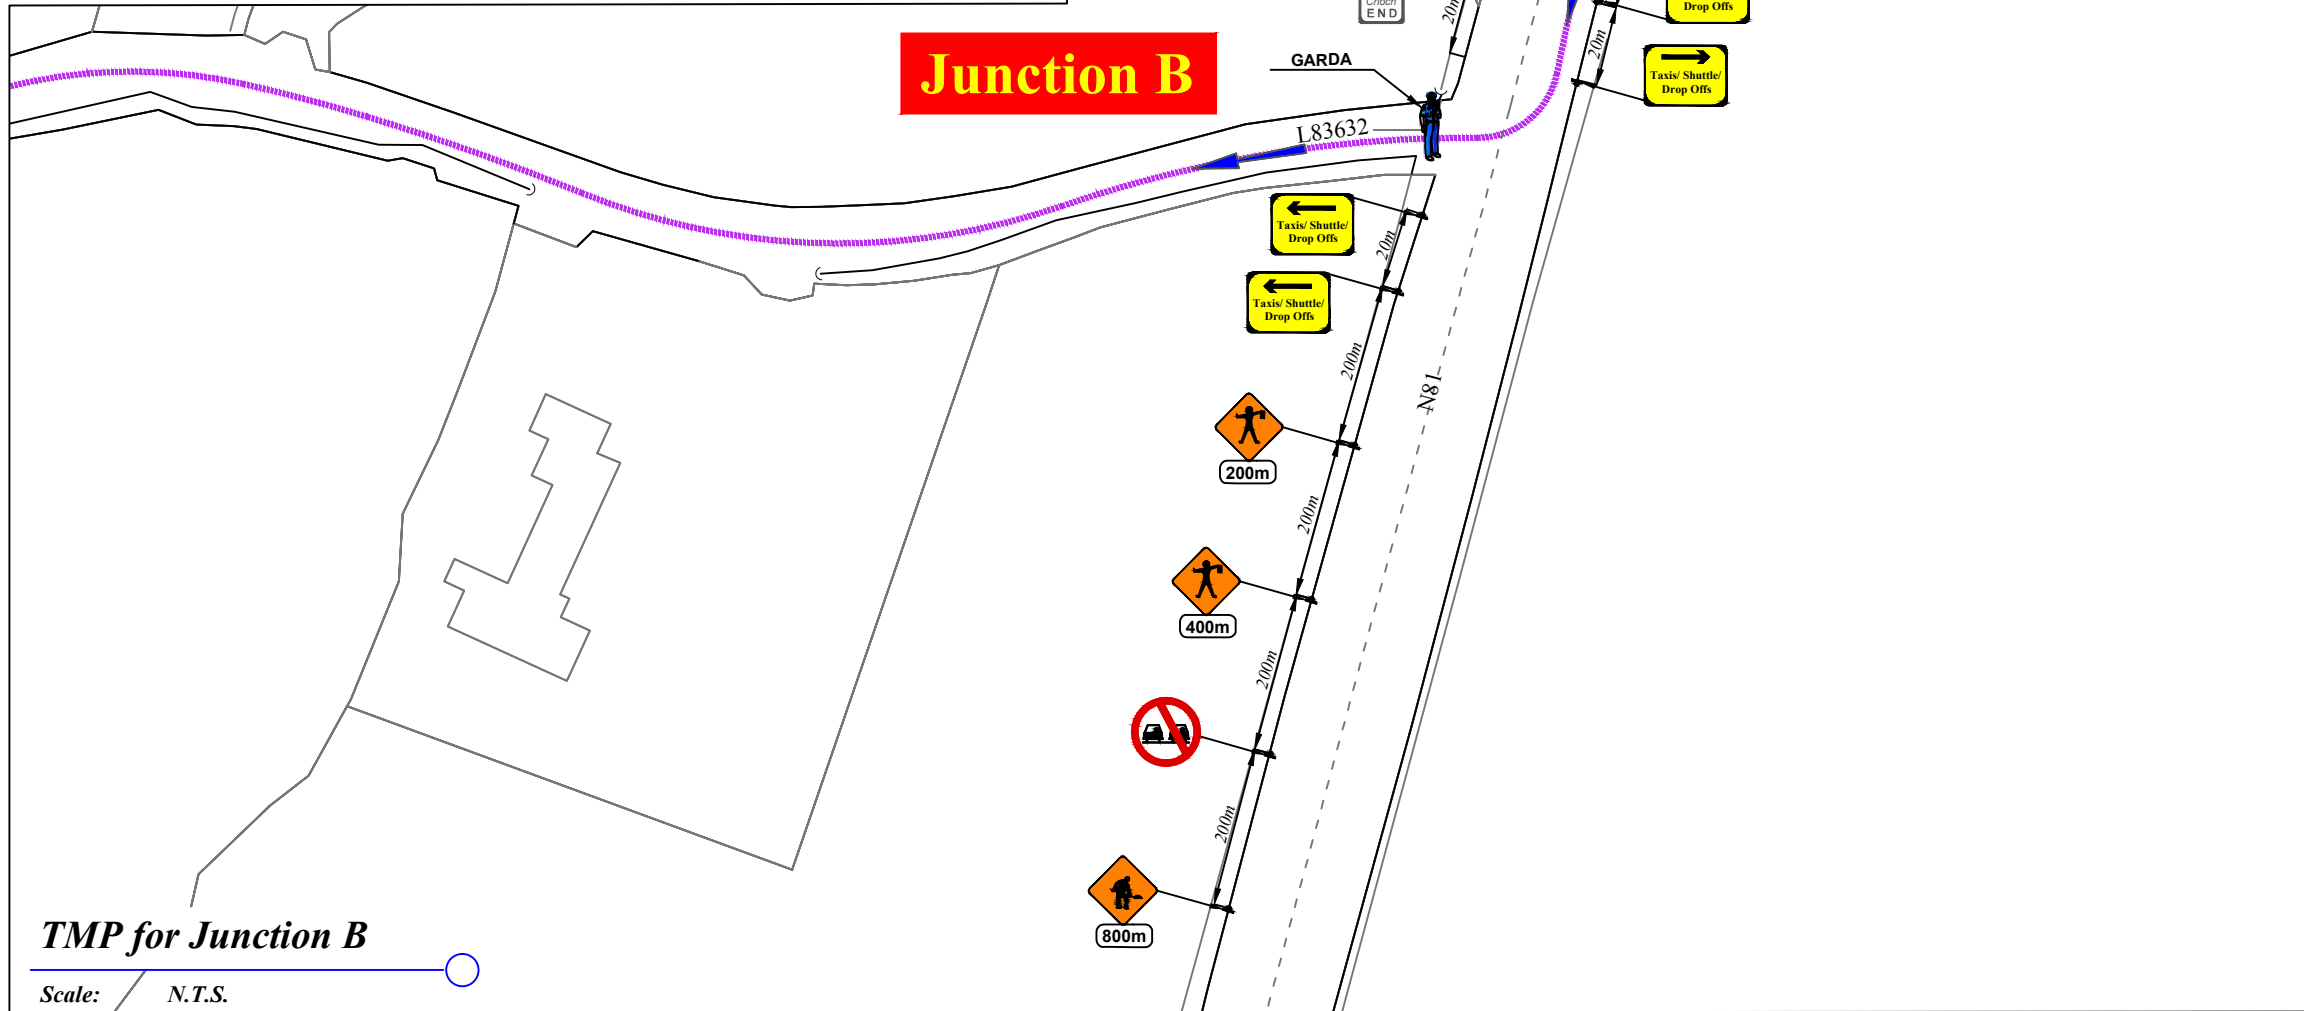 Crioch
END
20m
Drop Offs
20m
Taxis/ Shuttle/
Drop Offs
Junction B
GARDA
L83632
Taxis/ Shuttle/
Drop Offs
20m
Taxis/ Shuttle/
Drop Offs
200m
N81
200m
200m
400m
200m
200m
800m
TMP for Junction B
Scale: N.T.S.